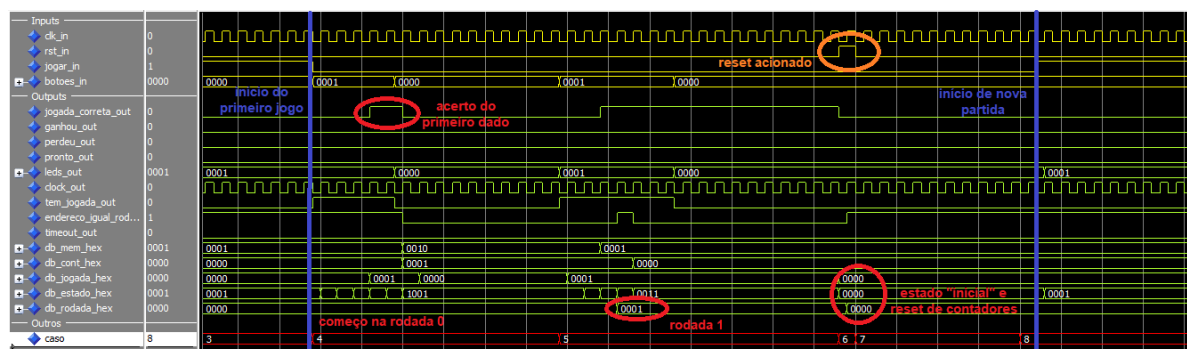 Inputs
clk_in 0
rst_in 0
jogar_in 1
botoes_in 0000 0000 0001 0000 0001 0000
Outputs
jogada_correta_out 0
ganhou_out 0
perdeu_out 0
pronto_out 0
leds_out 0001 0001 0000 0001 0000 0001
clock_out 0
tem_jogada_out 0
endereco_igual_rod... 1
timeout_out 0
db_mem_hex 0001 0001 0010 0001
db_cont_hex 0000 0000 0001 0000
db_jogada_hex 0000 0000 0001 0000 0001 0000
db_estado_hex 0001 0001 1001 0011 0000 0001
db_rodada_hex 0000 0000 0001 0000
Outros
caso 8 3 4 5 6 7 8
inicio do
primeiro jogo
acerto do
primeiro dado
reset acionado
inicio de nova
partida
começo na rodada 0
rodada 1
estado "inicial" e
reset de contadores